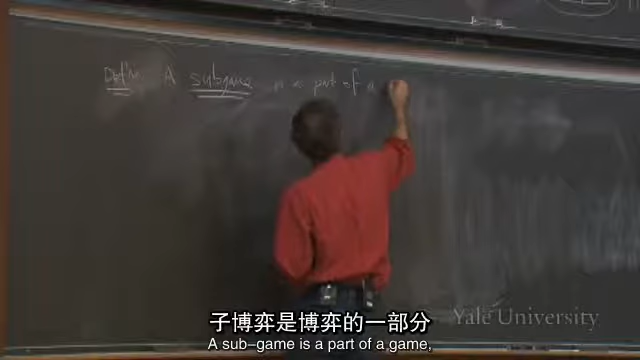 Defn A subgame is a part of a
Yale University
子博弈是博弈的一部分
A sub-game is a part of a game,